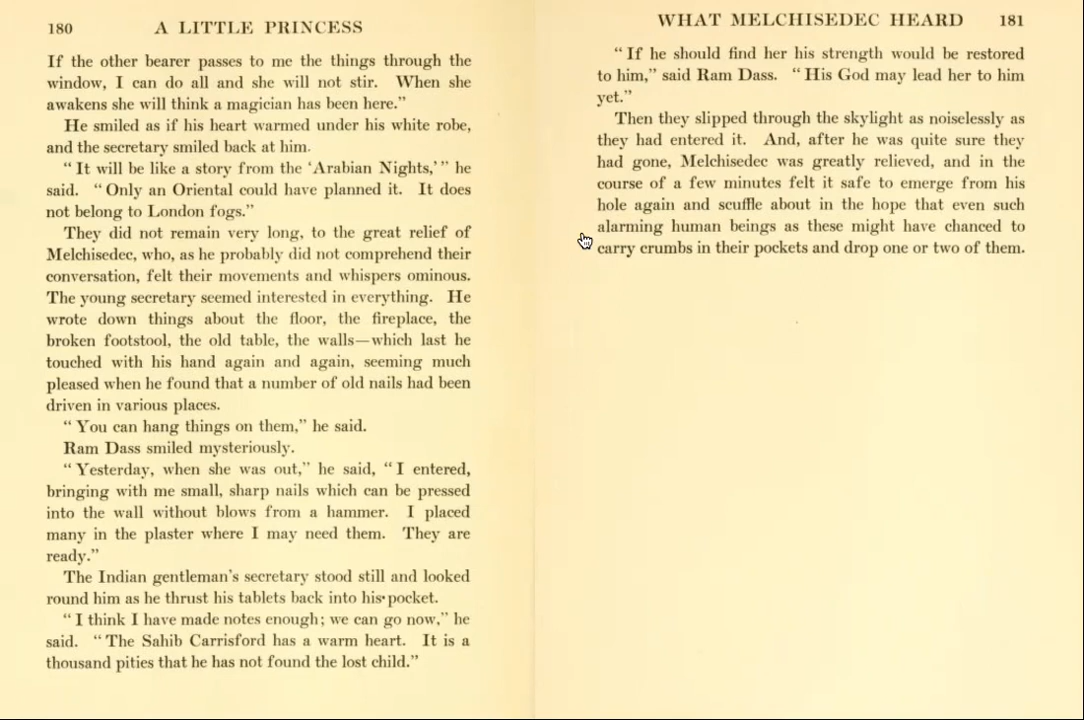 180 A LITTLE PRINCESS
If the other bearer passes to me the things through the
window, I can do all and she will not stir. When she
awakens she will think a magician has been here.”
He smiled as if his heart warmed under his white robe,
and the secretary smiled back at him.
“It will be like a story from the ‘Arabian Nights,’” he
said. “Only an Oriental could have planned it. It does
not belong to London fogs.”
They did not remain very long, to the great relief of
Melchisedec, who, as he probably did not comprehend their
conversation, felt their movements and whispers ominous.
The young secretary seemed interested in everything. He
wrote down things about the floor, the fireplace, the
broken footstool, the old table, the walls—which last he
touched with his hand again and again, seeming much
pleased when he found that a number of old nails had been
driven in various places.
“You can hang things on them,” he said.
Ram Dass smiled mysteriously.
“Yesterday, when she was out,” he said, “I entered,
bringing with me small, sharp nails which can be pressed
into the wall without blows from a hammer. I placed
many in the plaster where I may need them. They are
ready.”
The Indian gentleman’s secretary stood still and looked
round him as he thrust his tablets back into his pocket.
“I think I have made notes enough; we can go now,” he
said. “The Sahib Carrisford has a warm heart. It is a
thousand pities that he has not found the lost child.”
WHAT MELCHISEDEC HEARD 181
“If he should find her his strength would be restored
to him,” said Ram Dass. “His God may lead her to him
yet.”
Then they slipped through the skylight as noiselessly as
they had entered it. And, after he was quite sure they
had gone, Melchisedec was greatly relieved, and in the
course of a few minutes felt it safe to emerge from his
hole again and scuffle about in the hope that even such
alarming human beings as these might have chanced to
carry crumbs in their pockets and drop one or two of them.